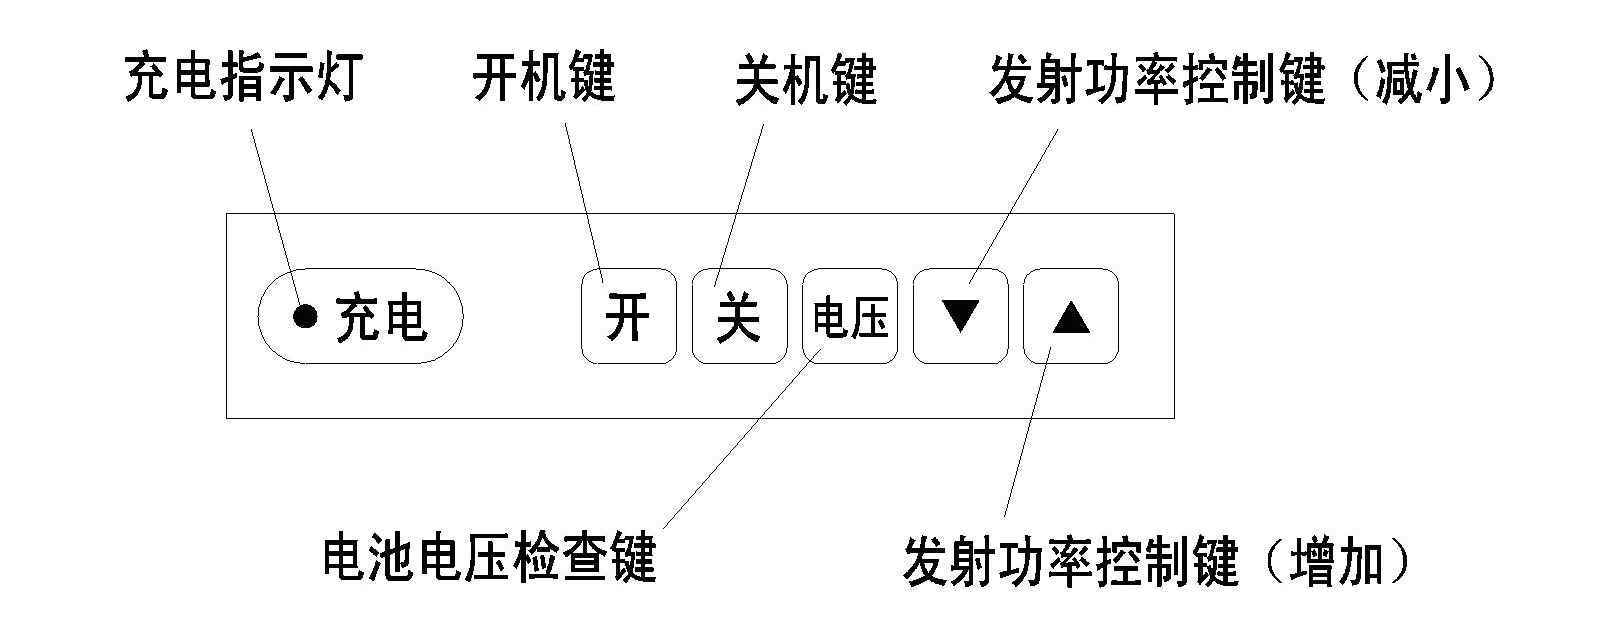 充电指示灯
开机键
关机键
发射功率控制键（减小）
充电
开
关
电压
电池电压检查键
发射功率控制键（增加）